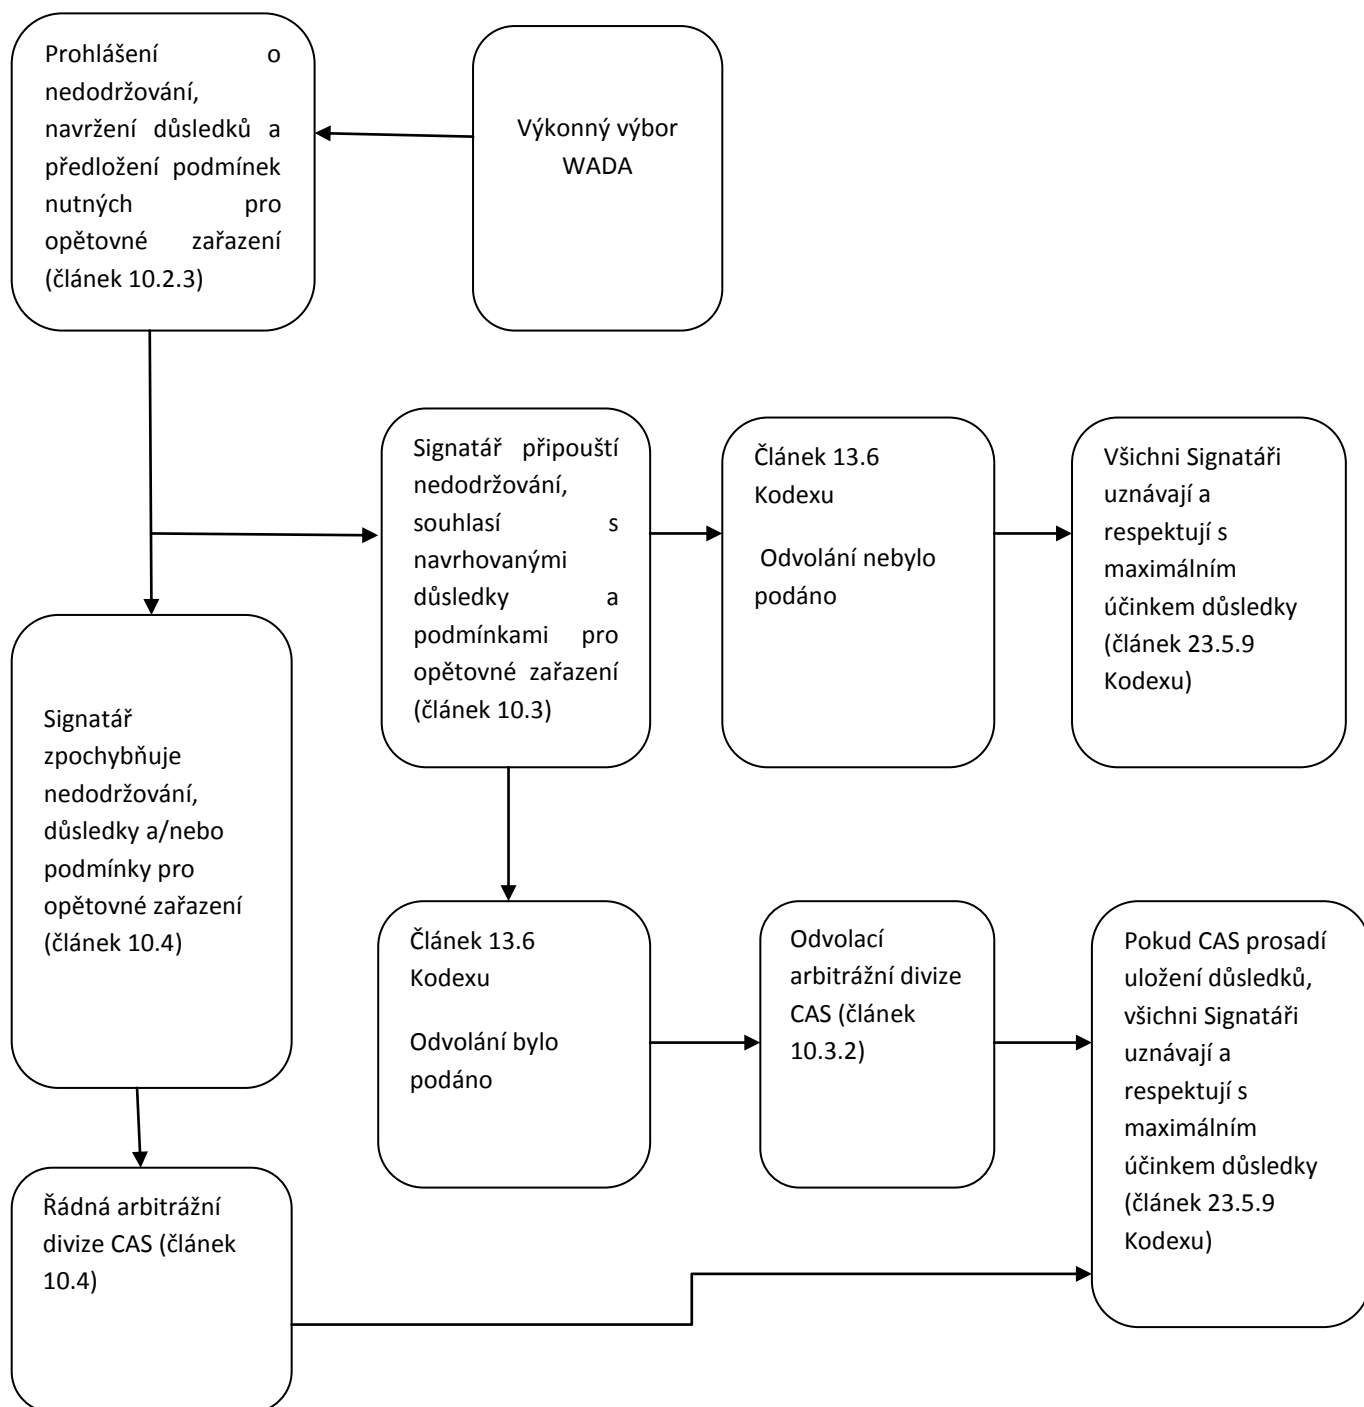 Prohlášení o
nedodržování,
navržení důsledků a
předložení podmínek
nutných pro
opětovné zařazení
(článek 10.2.3)
Výkonný výbor
WADA
Signatář připouští
nedodržování,
souhlasí s
navrhovanými
důsledky a
podmínkami pro
opětovné zařazení
(článek 10.3)
Článek 13.6
Kodexu
Odvolání nebylo
podáno
Všichni Signatáři
uznávají a
respektují s
maximálním
účinkem důsledky
(článek 23.5.9
Kodexu)
Signatář
zpochybňuje
nedodržování,
důsledky a/nebo
podmínky pro
opětovné zařazení
(článek 10.4)
Článek 13.6
Kodexu
Odvolání bylo
podáno
Odvolací
arbitrážní divize
CAS (článek
10.3.2)
Pokud CAS prosadí
uložení důsledků,
všichni Signatáři
uznávají a
respektují s
maximálním
účinkem důsledky
(článek 23.5.9
Kodexu)
Řádná arbitrážní
divize CAS (článek
10.4)